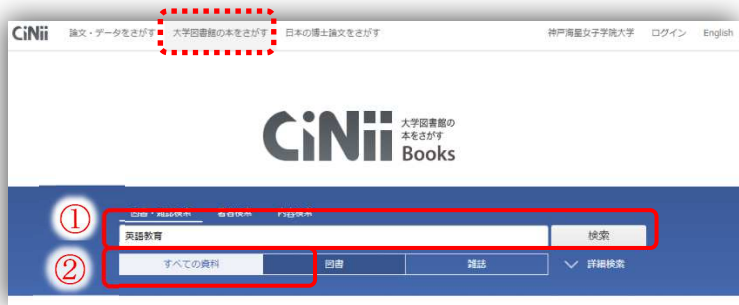 CiNii 論文・データをさがす 大学図書館の本をさがす 日本の博士論文をさがす 神戸海星女子学院大学 ログイン English
CiNii 大学図書館の
本をさがす
Books
① 図書・雑誌検索 著者検索 内容検索
英語教育 検索
② すべての資料 図書 雑誌 詳細検索